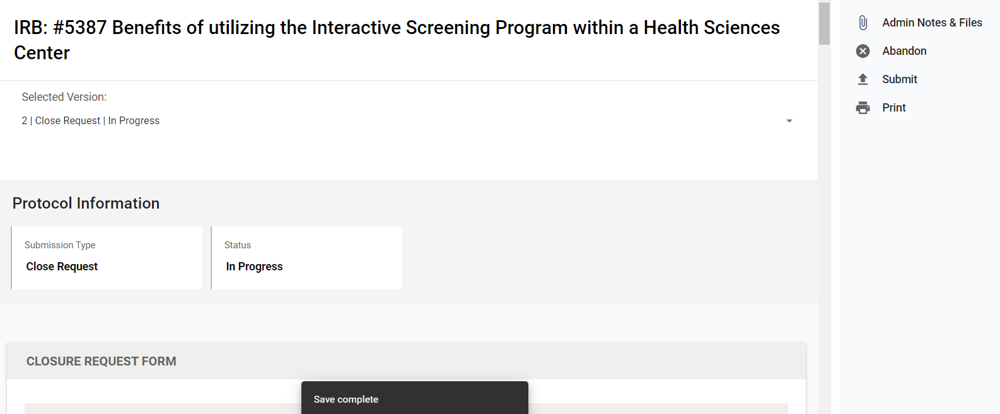 IRB: #5387 Benefits of utilizing the Interactive Screening Program within a Health Sciences
Center
Selected Version:
2 | Close Request | In Progress
Protocol Information
Submission Type
Close Request
Status
In Progress
CLOSURE REQUEST FORM
Save complete
Admin Notes & Files
Abandon
Submit
Print